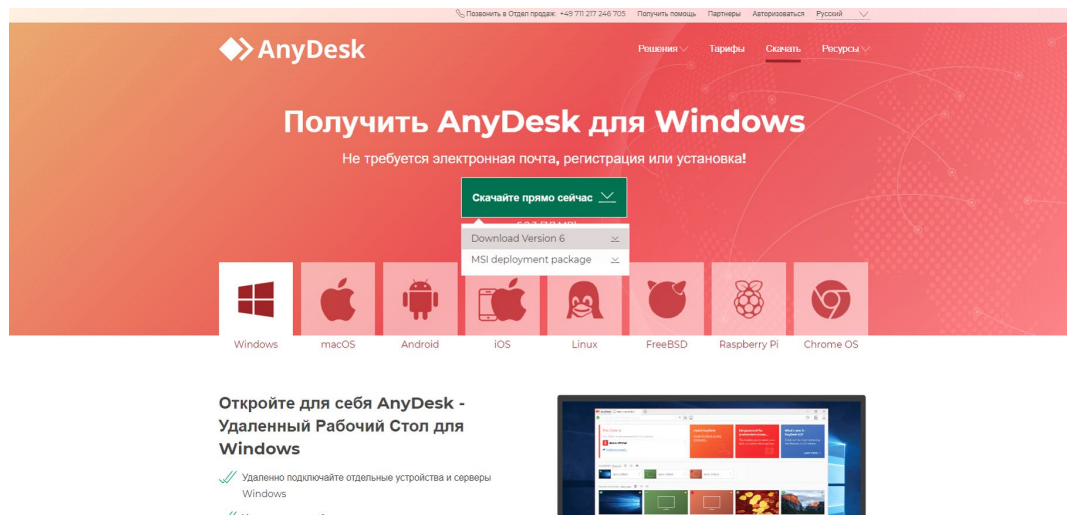 Позвонить в Отдел продаж: +49 711 217 246 705 Получить помощь Партнеры Авторизоваться Русский
AnyDesk
Решения Тарифы Скачать Ресурсы
Получить AnyDesk для Windows
Не требуется электронная почта, регистрация или установка!
Скачайте прямо сейчас
Download Version 6
MSI deployment package
Windows macOS Android iOS Linux FreeBSD Raspberry Pi Chrome OS
Откройте для себя AnyDesk -
Удаленный Рабочий Стол для
Windows
Удаленно подключайте отдельные устройства и серверы
Windows